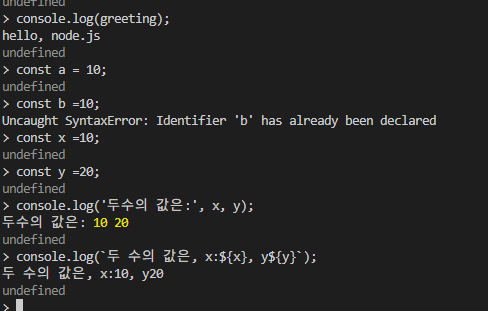 > console.log(greeting);
hello, node.js
undefined
> const a = 10;
undefined
> const b =10;
Uncaught SyntaxError: Identifier 'b' has already been declared
> const x =10;
undefined
> const y =20;
undefined
> console.log('두수의 값은:', x, y);
두수의 값은: 10 20
undefined
> console.log(`두 수의 값은, x:${x}, y${y}`);
두 수의 값은, x:10, y20
undefined
>